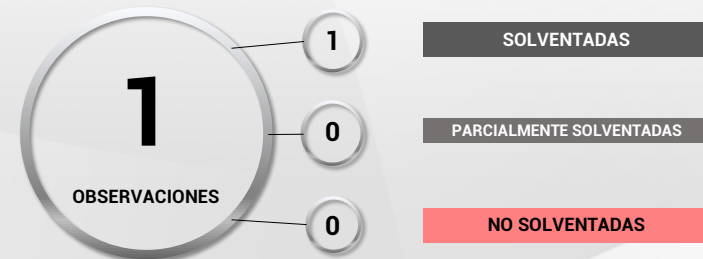 1
OBSERVACIONES
1
SOLVENTADAS
0
PARCIALMENTE SOLVENTADAS
0
NO SOLVENTADAS